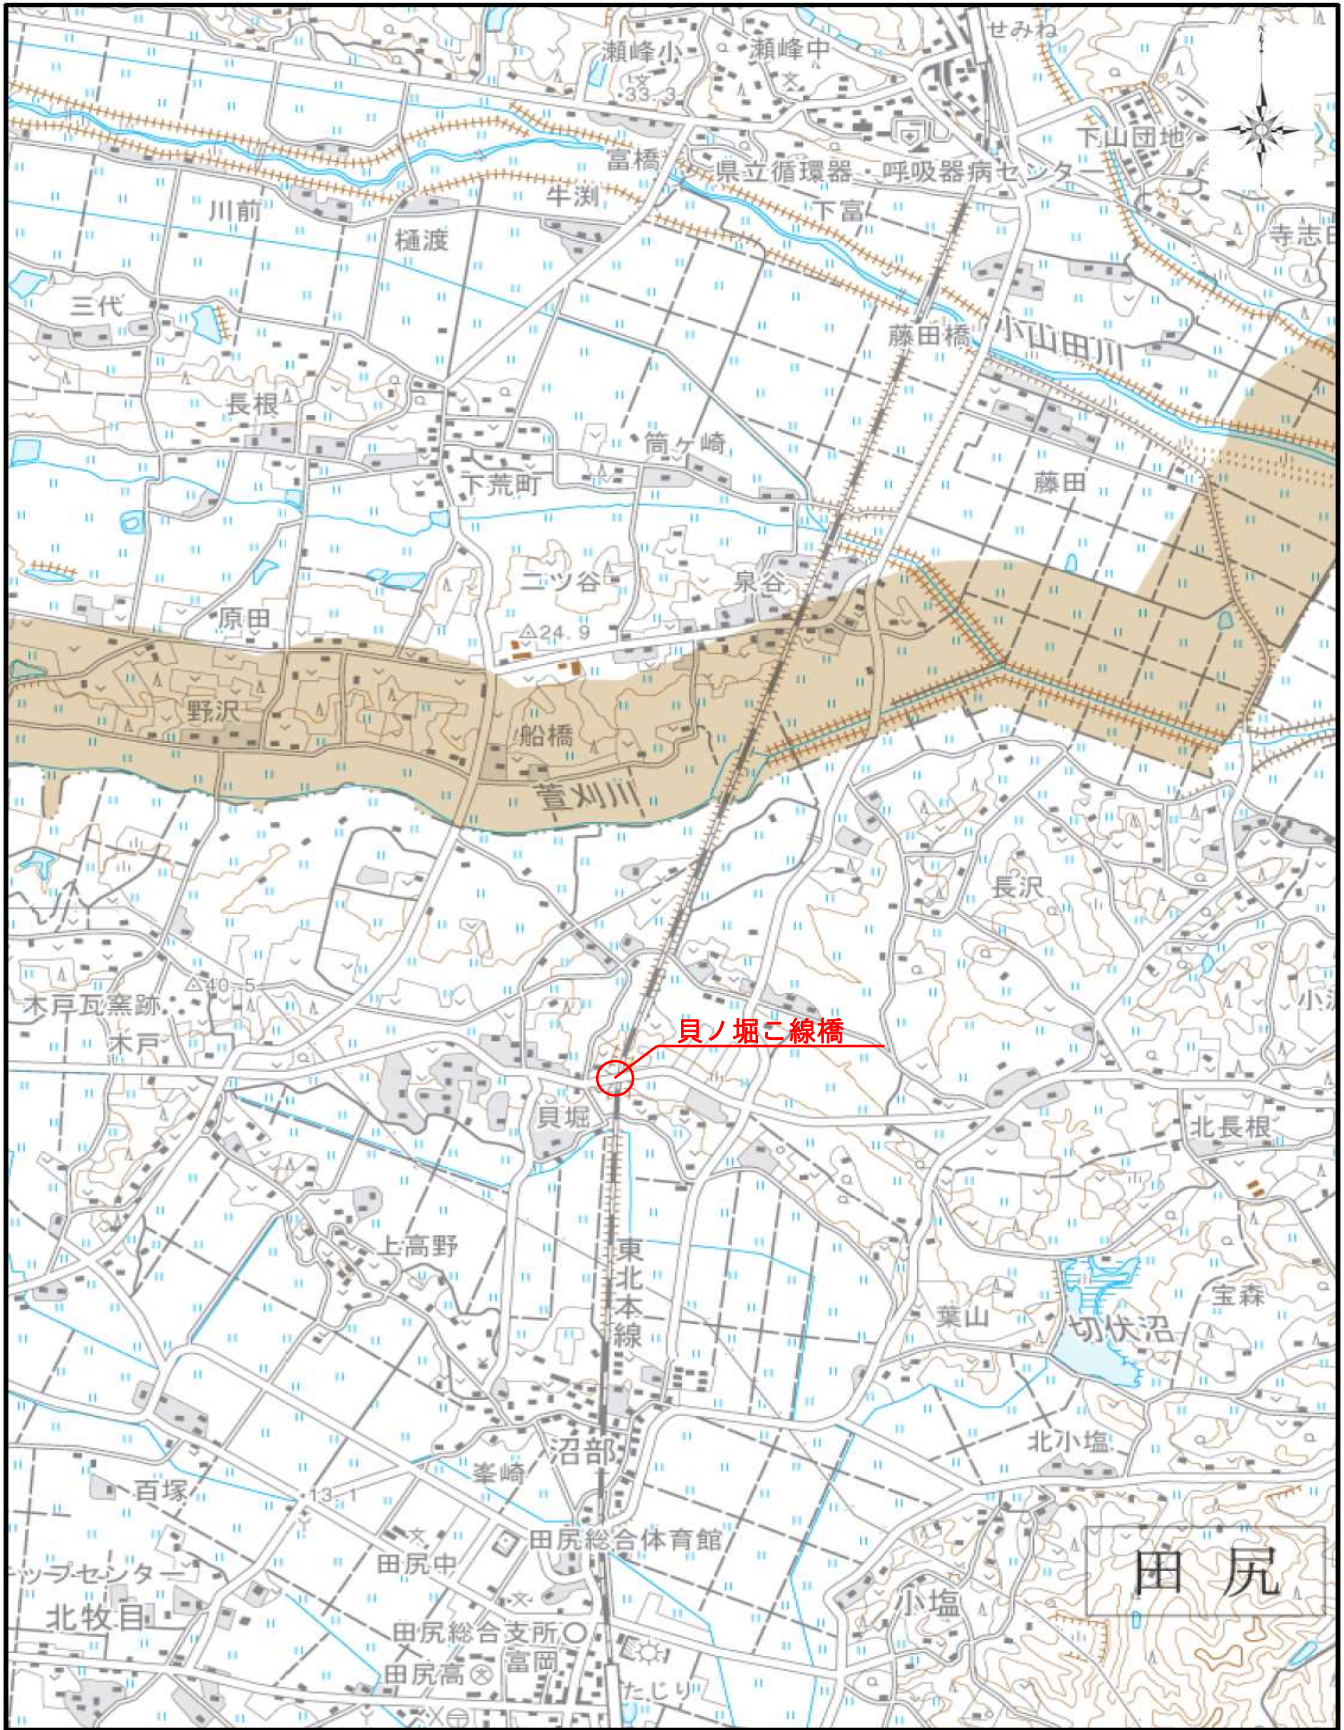 せみね
瀬峰小
瀬峰中
33.3
下山団地
富橋
県立循環器・呼吸器病センター
牛渕
川前
下富
樋渡
寺志田
三代
藤田橋
小山田川
長根
筒ヶ崎
下荒町
藤田
二ツ谷
泉谷
原田
24.9
野沢
船橋
萱刈川
長沢
40.5
木戸瓦窯跡
木戸
貝ノ堀こ線橋
貝堀
北長根
上高野
東北本線
宝森
葉山
切伏沼
北小塩
沼部
峯崎
百塚
13.1
田尻総合体育館
田尻中
田尻
ップセンター
小塩
北牧目
田尻総合支所
富岡
田尻高
たじり